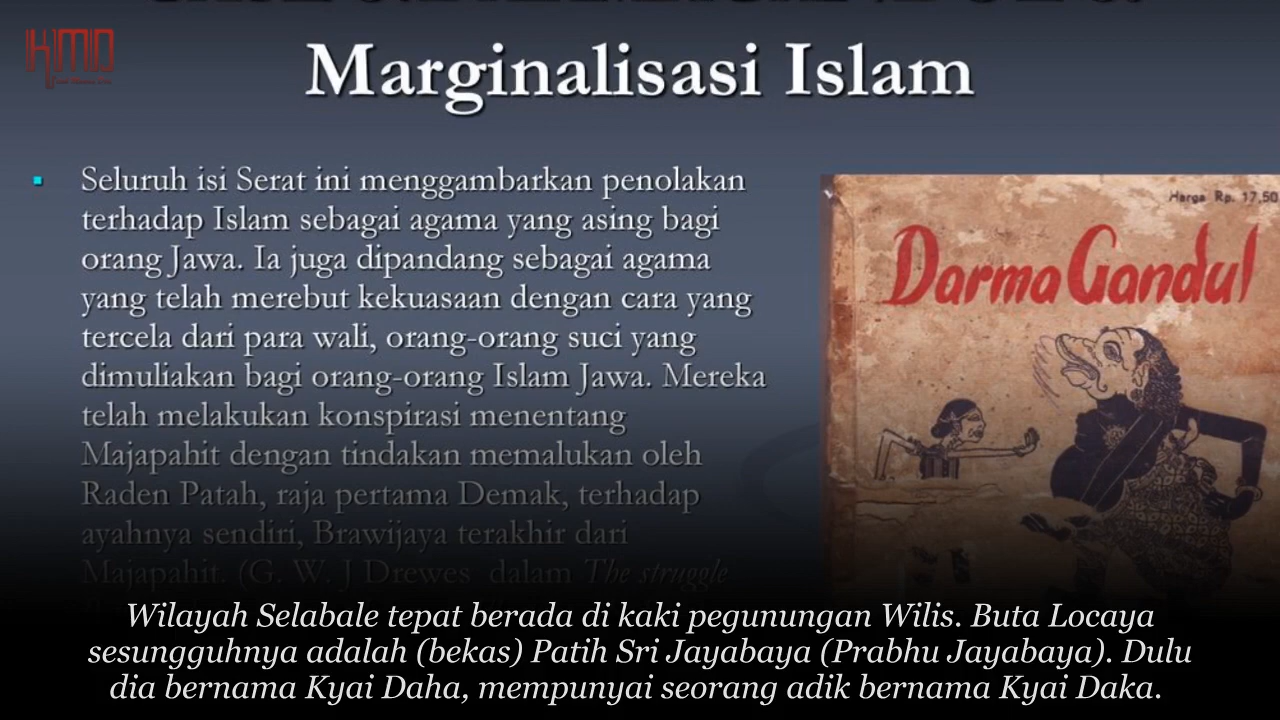 Marginalisasi Islam
Seluruh isi Serat ini menggambarkan penolakan
terhadap Islam sebagai agama yang asing bagi
orang Jawa. Ia juga dipandang sebagai agama
yang telah merebut kekuasaan dengan cara yang
tercela dari para wali, orang-orang suci yang
dimuliakan bagi orang-orang Islam Jawa. Mereka
telah melakukan konspirasi menentang
Majapahit dengan tindakan memalukan oleh
Raden Patah, raja pertama Demak, terhadap
ayahnya sendiri, Brawijaya terakhir dari
Majapahit. (G. W. J Drewes dalam The struggle
Harga Rp. 17,50
Darma Gandul
Wilayah Selabale tepat berada di kaki pegunungan Wilis. Buta Locaya
sesungguhnya adalah (bekas) Patih Sri Jayabaya (Prabhu Jayabaya). Dulu
dia bernama Kyai Daha, mempunyai seorang adik bernama Kyai Daka.